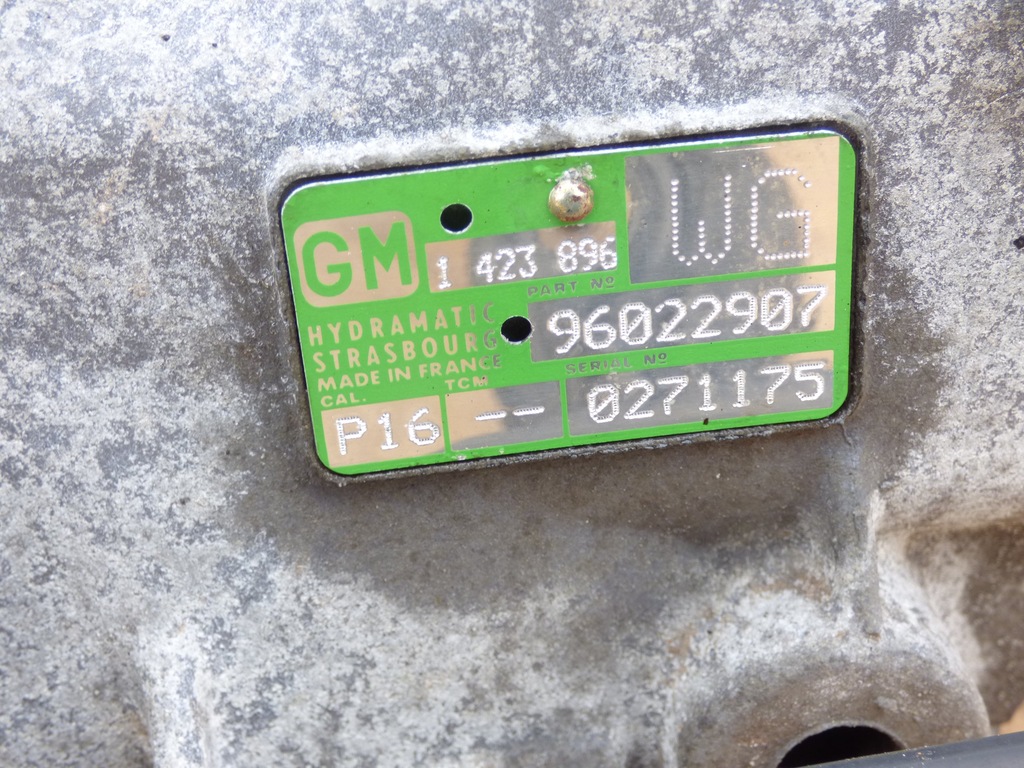 GM
1 423 896
WG
PART Nº
96022907
HYDRAMATIC
STRASBOURG
MADE IN FRANCE
SERIAL Nº
0271175
CAL.
TCM
P16
--